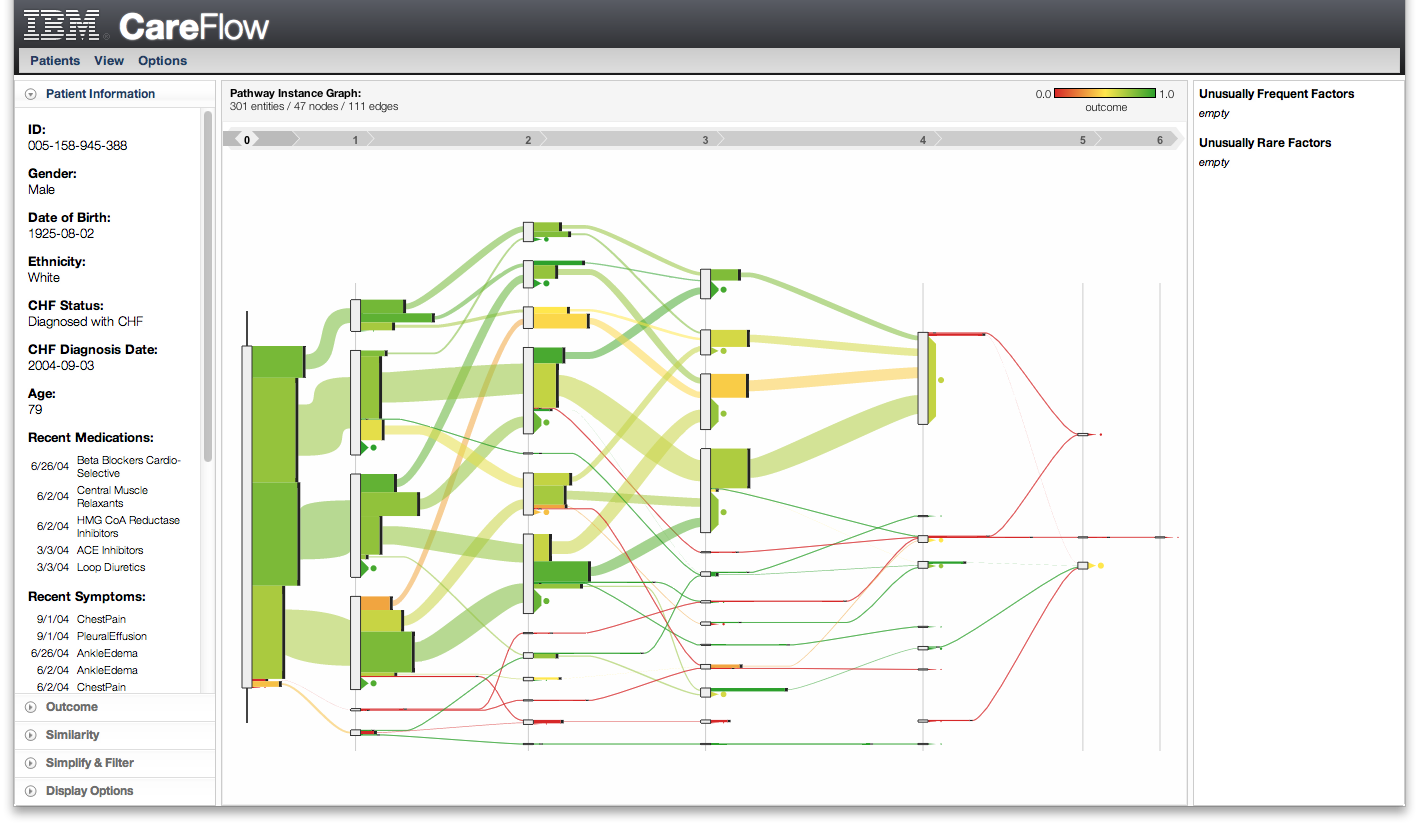 IBM® CareFlow
Patients View Options
Patient Information
ID:
005-158-945-388
Gender:
Male
Date of Birth:
1925-08-02
Ethnicity:
White
CHF Status:
Diagnosed with CHF
CHF Diagnosis Date:
2004-09-03
Age:
79
Recent Medications:
6/26/04 Beta Blockers Cardio-
Selective
6/2/04 Central Muscle
Relaxants
6/2/04 HMG CoA Reductase
Inhibitors
3/3/04 ACE Inhibitors
3/3/04 Loop Diuretics
Recent Symptoms:
9/1/04 ChestPain
9/1/04 PleuralEffusion
6/26/04 AnkleEdema
6/2/04 AnkleEdema
6/2/04 ChestPain
Outcome
Similarity
Simplify & Filter
Display Options
Pathway Instance Graph:
301 entities / 47 nodes / 111 edges
0.0 1.0
outcome
0 1 2 3 4 5 6
Unusually Frequent Factors
empty
Unusually Rare Factors
empty